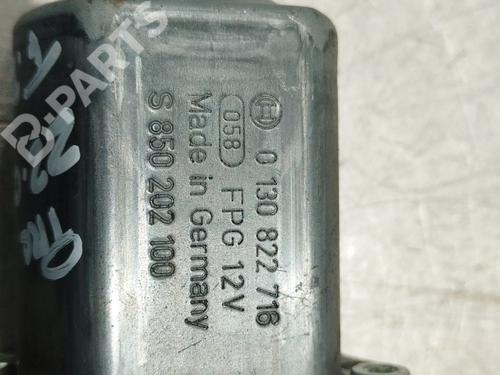 0 130 822 716
058 FPG 12V
Made in Germany
S 850 202 100
B-PARTS